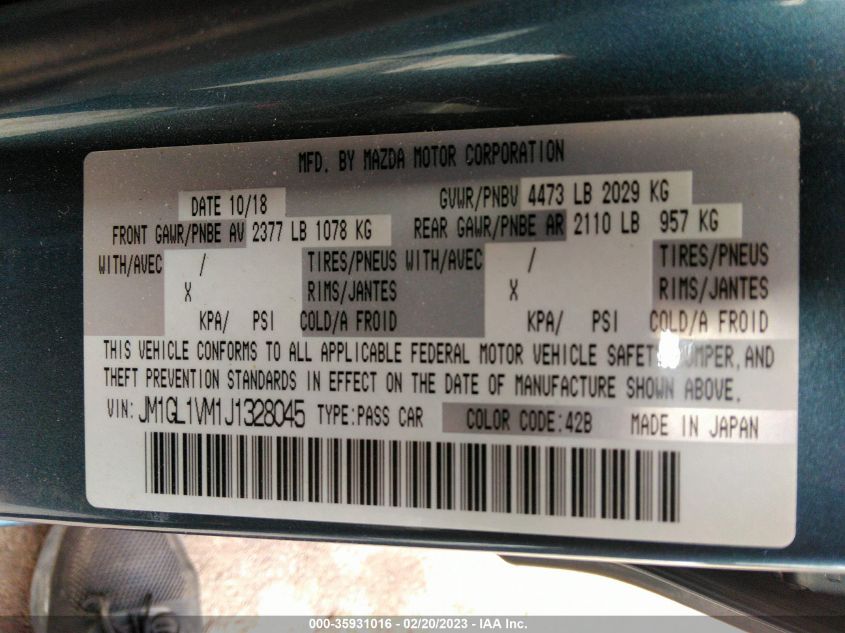 MFD. BY MAZDA MOTOR CORPORATION
DATE 10/18 GVWR/PNBV 4473 LB 2029 KG
FRONT GAWR/PNBE AV 2377 LB 1078 KG REAR GAWR/PNBE AR 2110 LB 957 KG
WITH/AVEC / TIRES/PNEUS WITH/AVEC / TIRES/PNEUS
X RIMS/JANTES X RIMS/JANTES
KPA/ PSI COLD/A FROID KPA/ PSI COLD/A FROID
THIS VEHICLE CONFORMS TO ALL APPLICABLE FEDERAL MOTOR VEHICLE AND
THEFT PREVENTION STANDARDS IN EFFECT ON THE DATE OF MANUFACTURE SHOWN ABOVE.
VIN: JM1GL1VM1J1328045 TYPE:PASS CAR COLOR CODE:42B MADE IN JAPAN
000-35931016 - 02/20/2023 - IAA Inc.